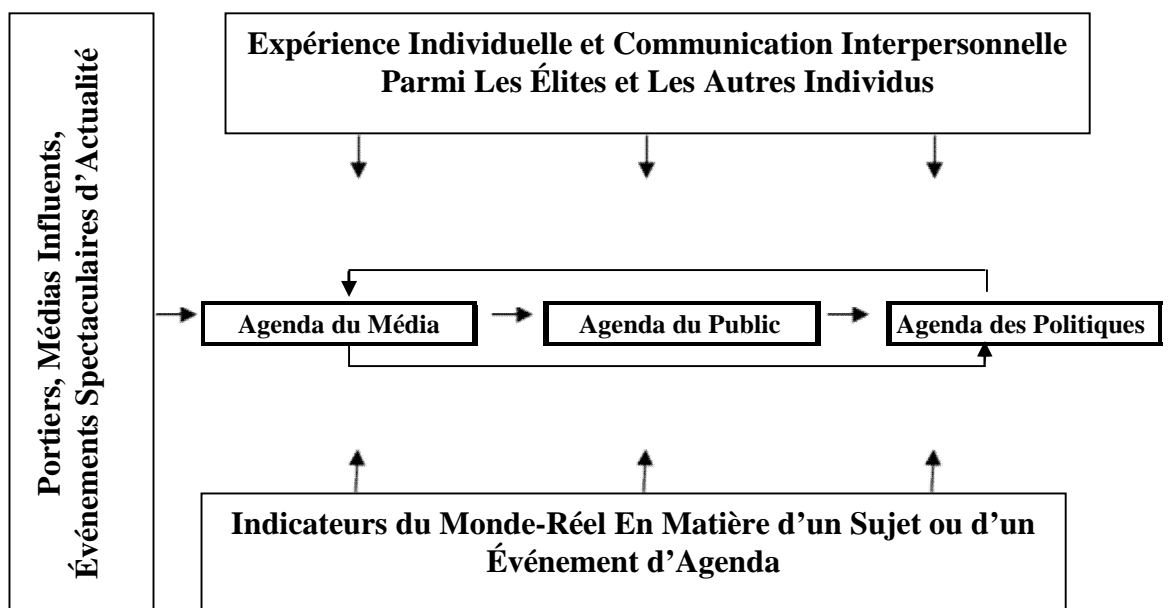 Portiers, Médias Influents,
Événements Spectaculaires d’Actualité
Expérience Individuelle et Communication Interpersonnelle
Parmi Les Élites et Les Autres Individus
Agenda du Média
Agenda du Public
Agenda des Politiques
Indicateurs du Monde-Réel En Matière d’un Sujet ou d’un
Événement d’Agenda